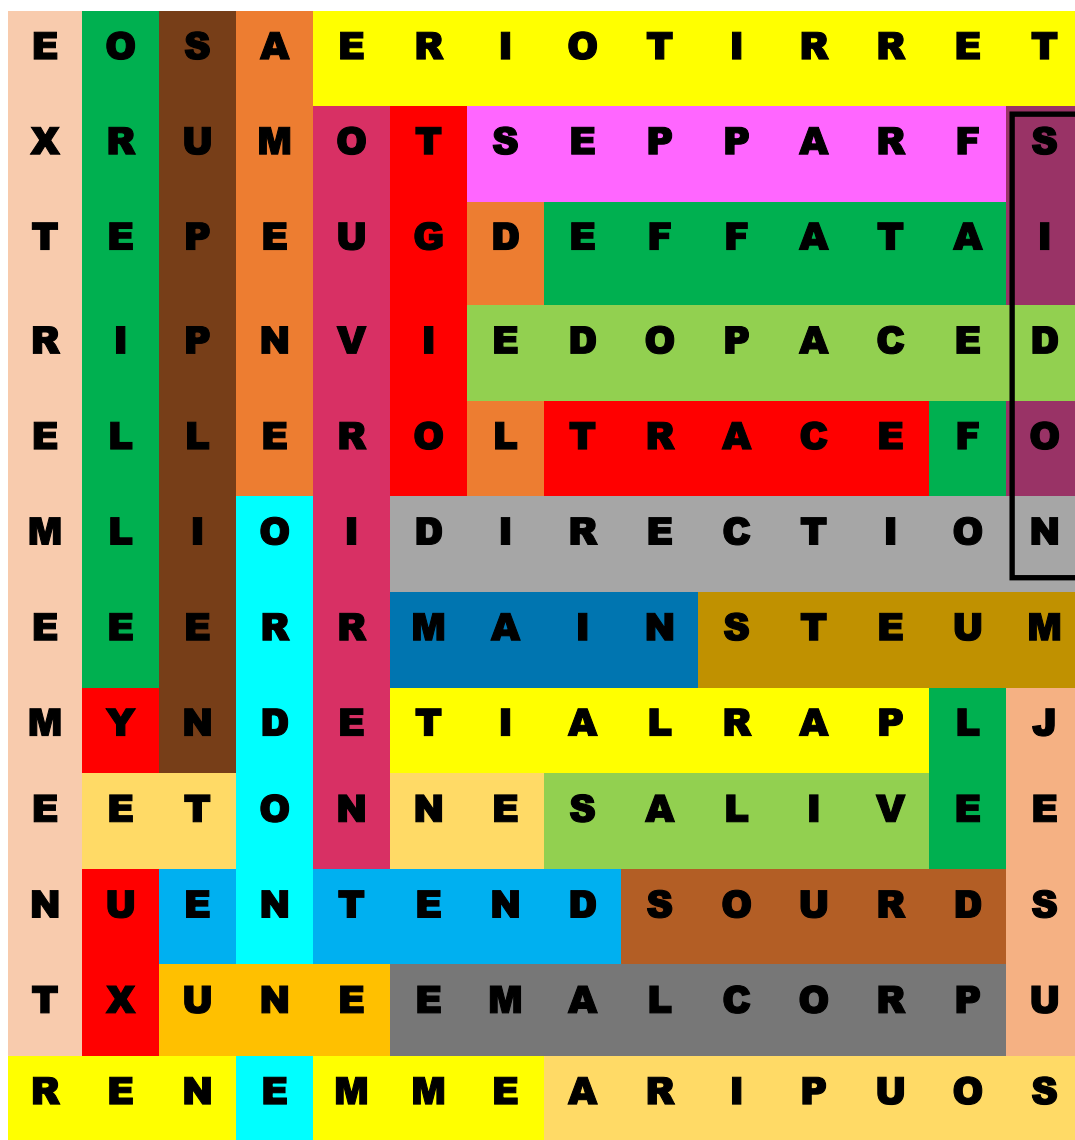 E O S A E R I O T I R R E T
X R U M O T S E P P A R F S
T E P E U G D E F F A T A I
R I P N V I E D O P A C E D
E L L E R O L T R A C E F O
M L I O I D I R E C T I O N
E E E R R M A I N S T E U M
M Y N D E T I A L R A P L J
E E T O N N E S A L I V E E
N U E N T E N D S O U R D S
T X U N E E M A L C O R P U
R E N E M M E A R I P U O S